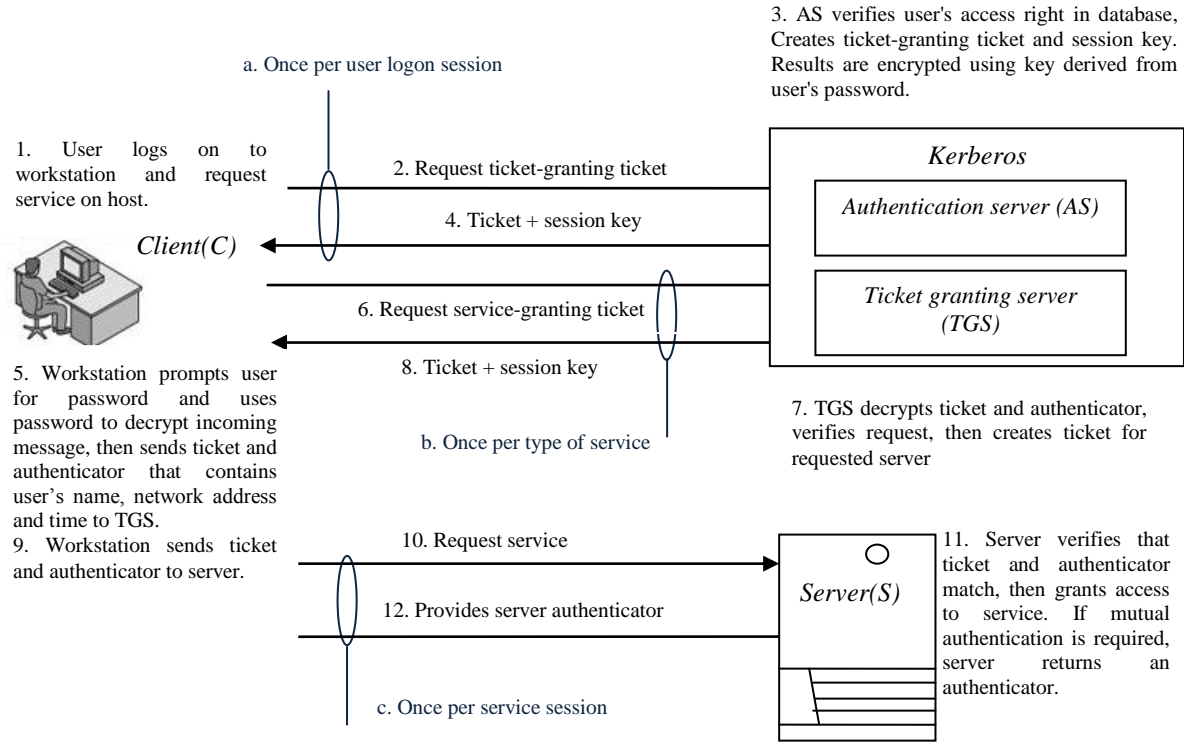 3. AS verifies user's access right in database,
Creates ticket-granting ticket and session key.
Results are encrypted using key derived from
user's password.
a. Once per user logon session
1. User logs on to
workstation and request
service on host.
2. Request ticket-granting ticket
Kerberos
Authentication server (AS)
4. Ticket + session key
Client(C)
6. Request service-granting ticket
Ticket granting server
(TGS)
8. Ticket + session key
5. Workstation prompts user
for password and uses
password to decrypt incoming
message, then sends ticket and
authenticator that contains
user’s name, network address
and time to TGS.
b. Once per type of service
7. TGS decrypts ticket and authenticator,
verifies request, then creates ticket for
requested server
9. Workstation sends ticket
and authenticator to server.
10. Request service
12. Provides server authenticator
Server(S)
11. Server verifies that
ticket and authenticator
match, then grants access
to service. If mutual
authentication is required,
server returns an
authenticator.
c. Once per service session